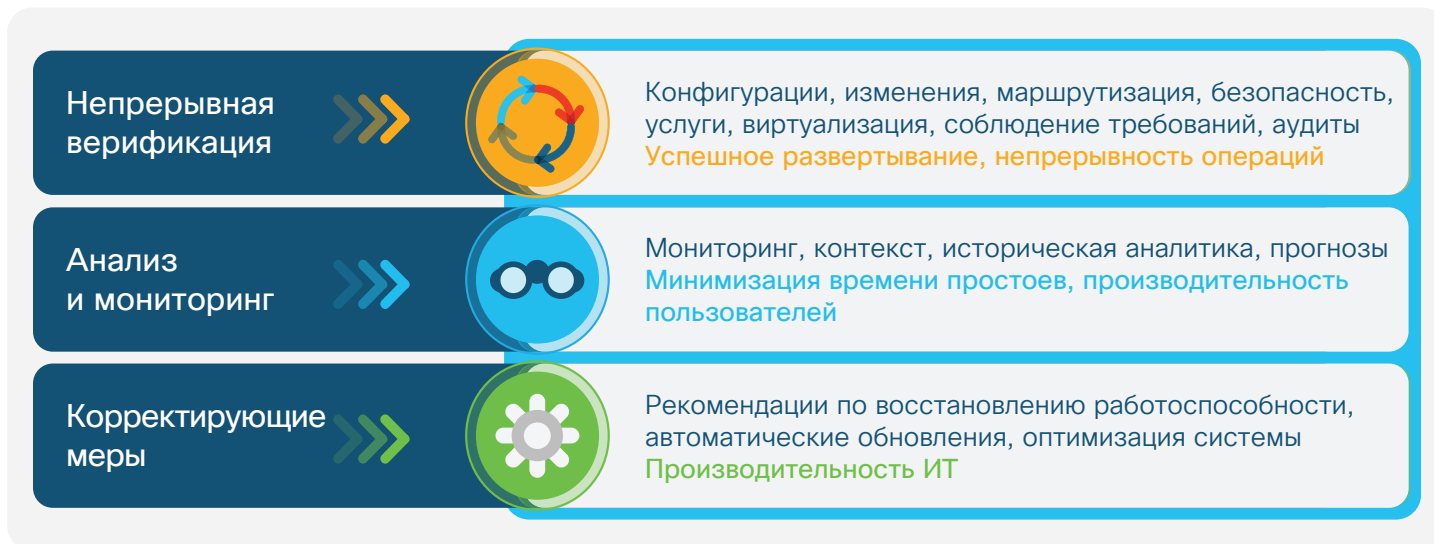 Непрерывная
верификация
Конфигурации, изменения, маршрутизация, безопасность,
услуги, виртуализация, соблюдение требований, аудиты
Успешное развертывание, непрерывность операций
Анализ
и мониторинг
Мониторинг, контекст, историческая аналитика, прогнозы
Минимизация времени простоев, производительность
пользователей
Корректирующие
меры
Рекомендации по восстановлению работоспособности,
автоматические обновления, оптимизация системы
Производительность ИТ